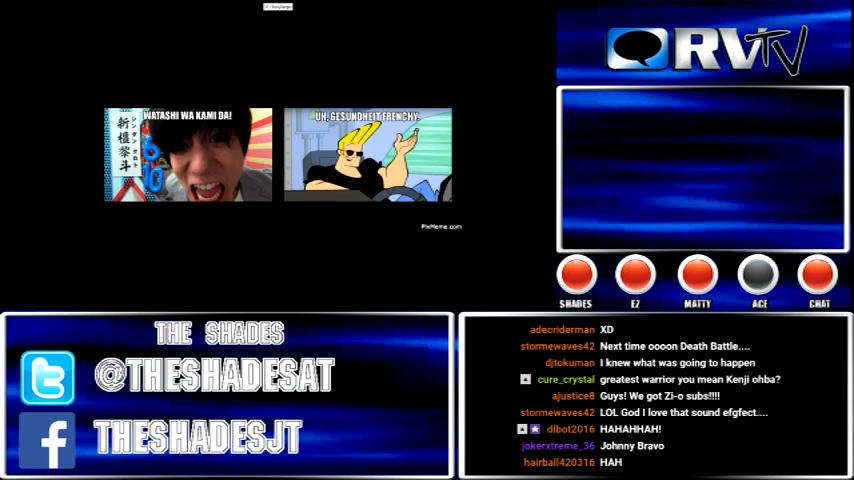 RVTV
WATASHI WA KAMI DA!
シンダン クロト
新檀黎斗
UH, GESUNDHEIT FRENCHY.
PixMeme.com
SHADES
EZ
MATTY
ACE
CHAT
THE SHADES
@THESHADESAT
THESHADESJT
adecriderman XD
stormewaves42 Next time oooon Death Battle....
djtokuman I knew what was going to happen
cure_crystal greatest warrior you mean Kenji ohba?
ajustice8 Guys! We got Zi-o subs!!!!
stormewaves42 LOL God I love that sound efgfect....
dlbot2016 HAHAHHAH!
jokerxtreme_36 Johnny Bravo
hairball420316 HAH